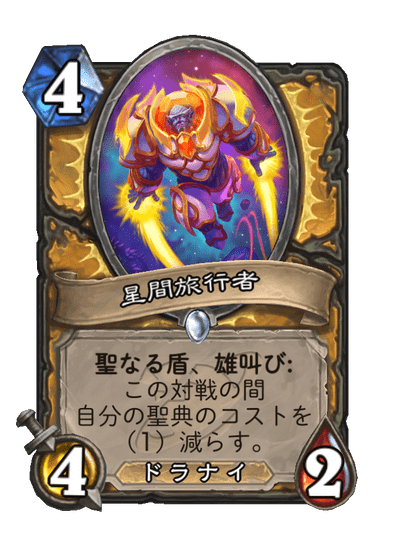 4
星間旅行者
聖なる盾、雄叫び:
この対戦の間
自分の聖典のコストを
（1）減らす。
4
ドラナイ
2